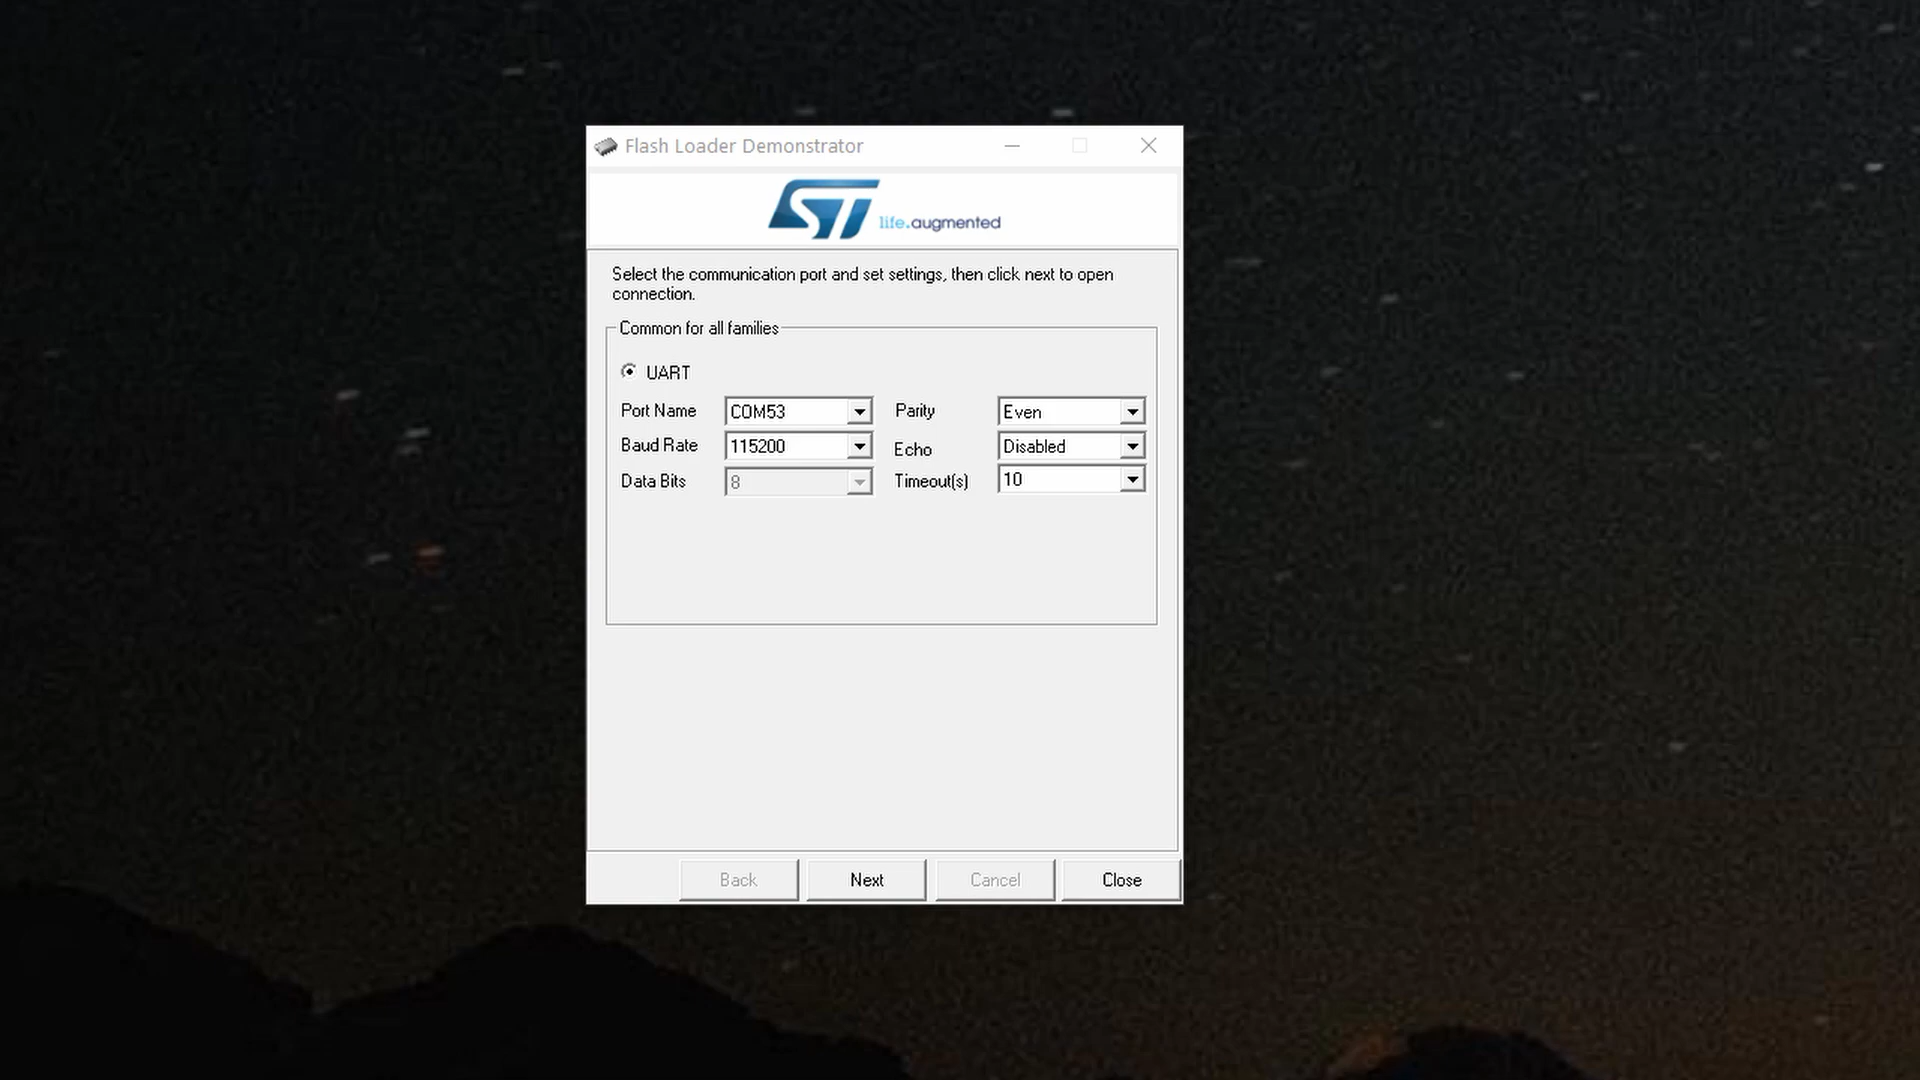 Flash Loader Demonstrator
ST life.augmented
Select the communication port and set settings, then click next to open
connection.
Common for all families
UART
Port Name COM53 Parity Even
Baud Rate 115200 Echo Disabled
Data Bits 8 Timeout(s) 10
Back Next Cancel Close